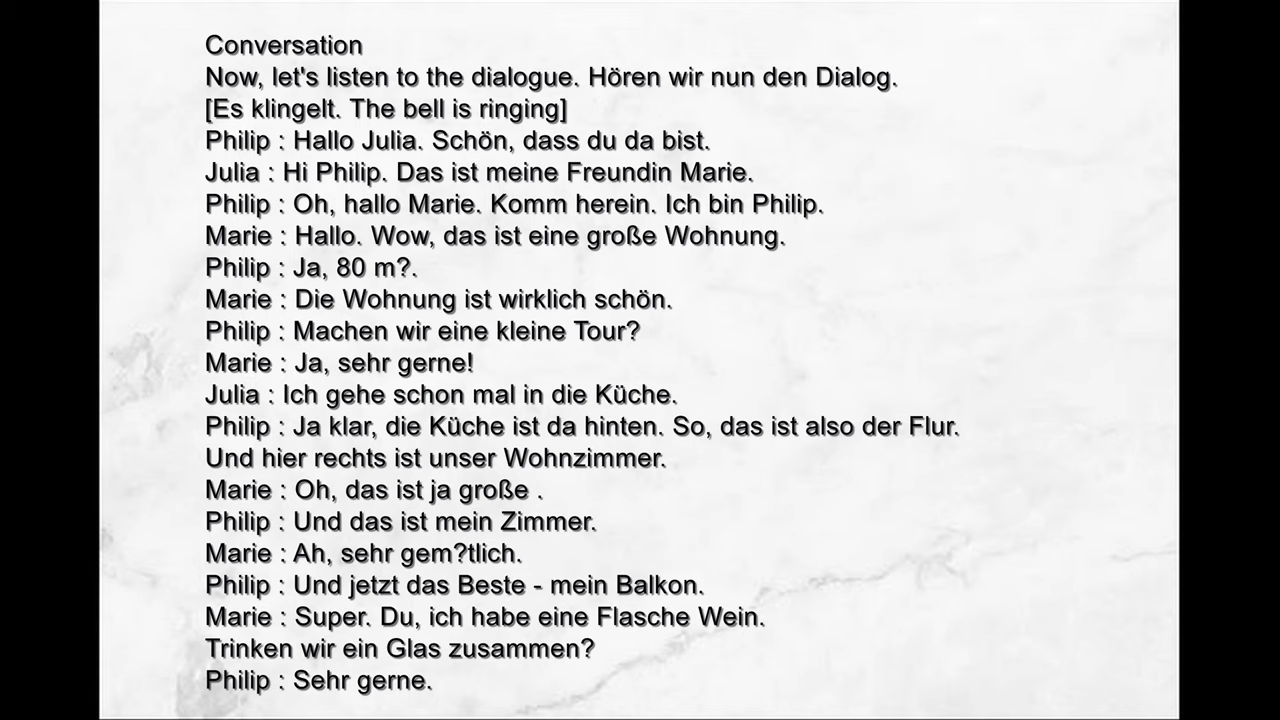 Conversation
Now, let's listen to the dialogue. Hören wir nun den Dialog.
[Es klingelt. The bell is ringing]
Philip : Hallo Julia. Schön, dass du da bist.
Julia : Hi Philip. Das ist meine Freundin Marie.
Philip : Oh, hallo Marie. Komm herein. Ich bin Philip.
Marie : Hallo. Wow, das ist eine große Wohnung.
Philip : Ja, 80 m?.
Marie : Die Wohnung ist wirklich schön.
Philip : Machen wir eine kleine Tour?
Marie : Ja, sehr gerne!
Julia : Ich gehe schon mal in die Küche.
Philip : Ja klar, die Küche ist da hinten. So, das ist also der Flur.
Und hier rechts ist unser Wohnzimmer.
Marie : Oh, das ist ja große .
Philip : Und das ist mein Zimmer.
Marie : Ah, sehr gem?tlich.
Philip : Und jetzt das Beste - mein Balkon.
Marie : Super. Du, ich habe eine Flasche Wein.
Trinken wir ein Glas zusammen?
Philip : Sehr gerne.